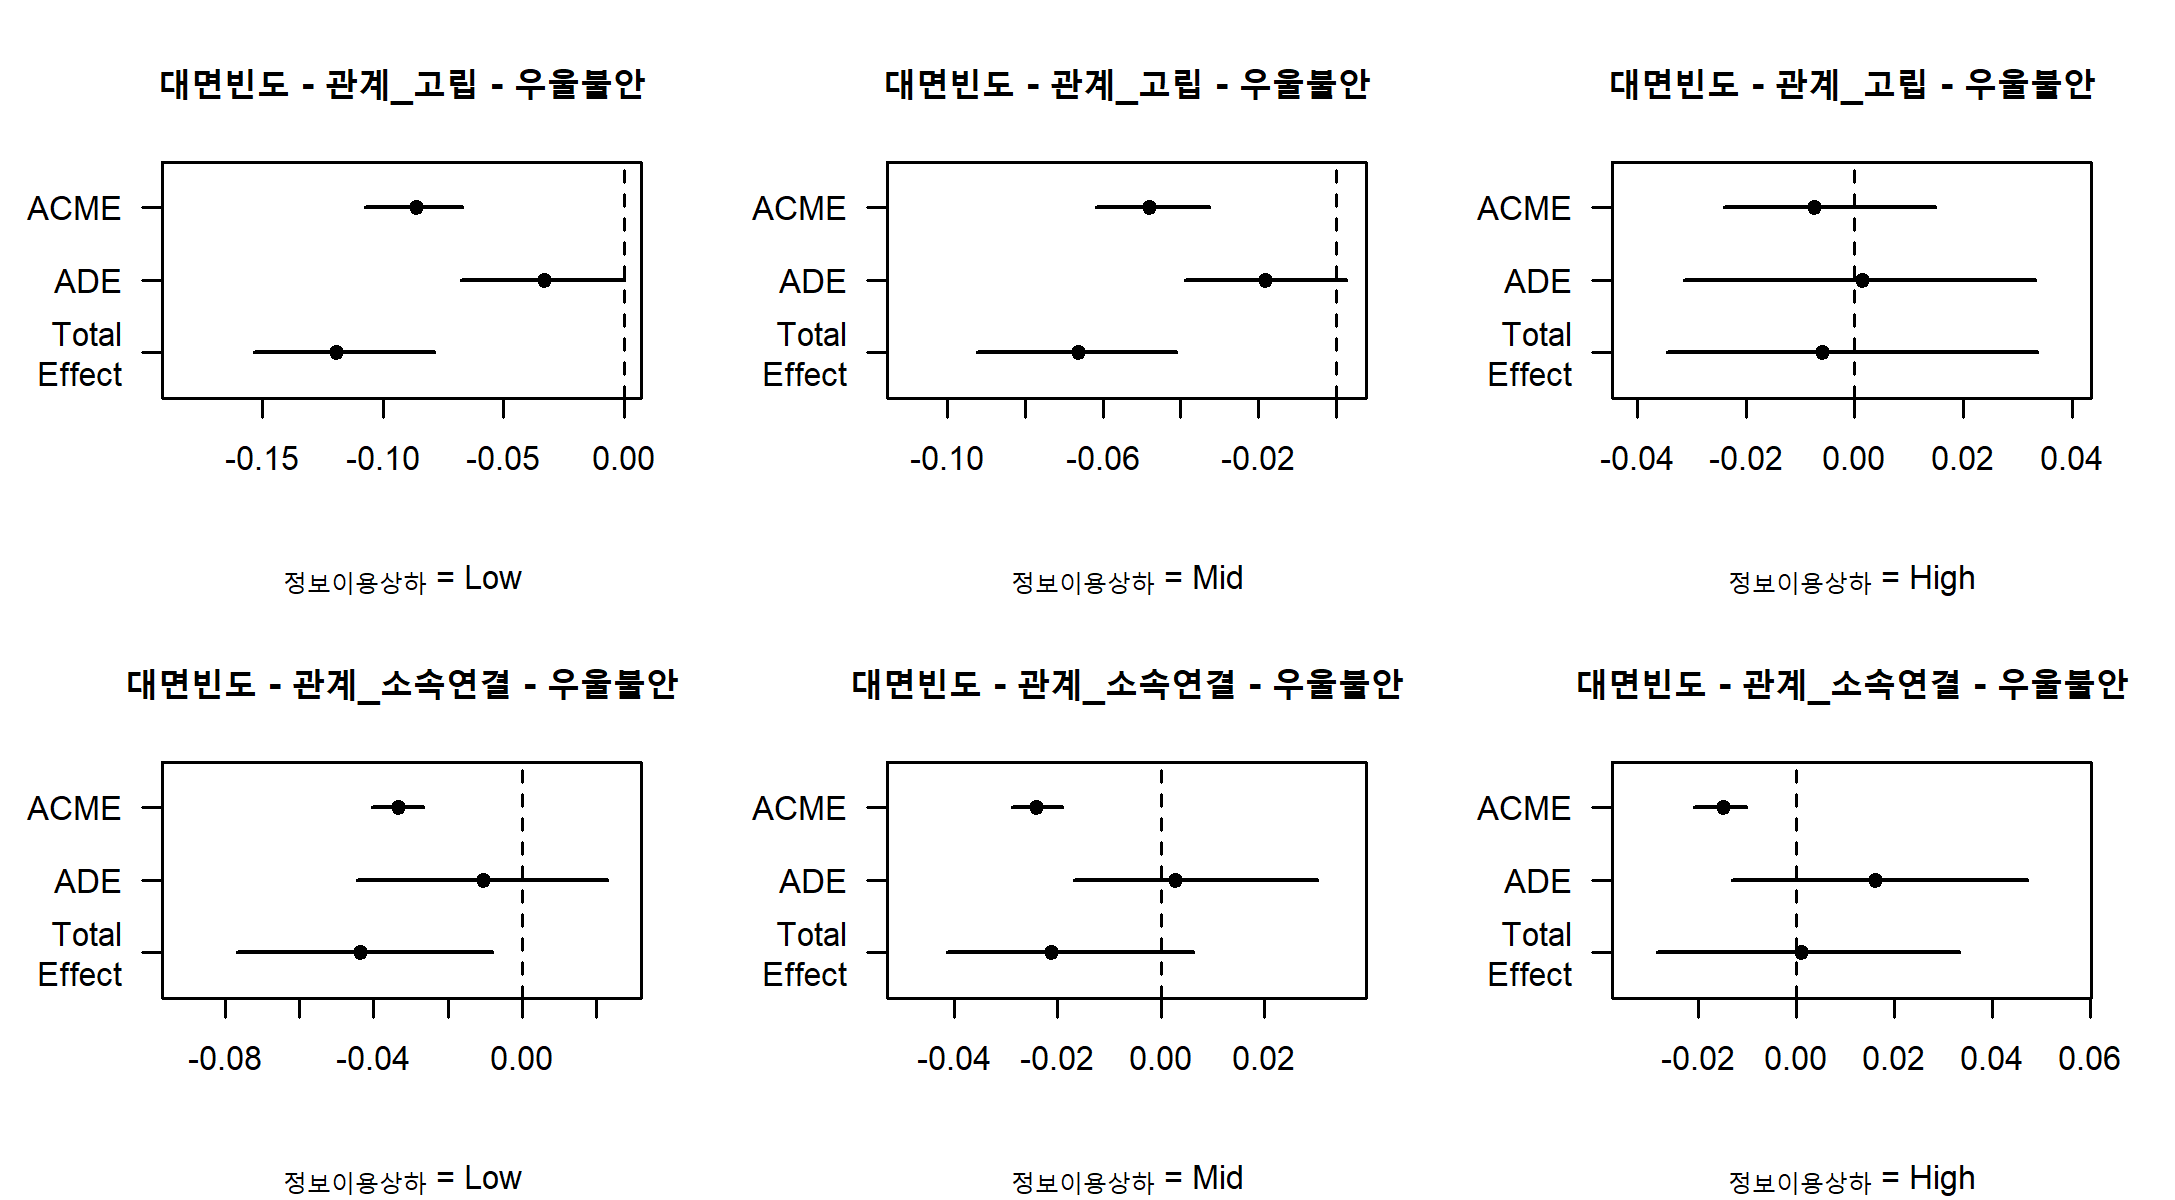 대면빈도 - 관계_고립 - 우울불안
ACME
ADE
Total
Effect
-0.15 -0.10 -0.05 0.00
정보이용상하 = Low
대면빈도 - 관계_고립 - 우울불안
ACME
ADE
Total
Effect
-0.10 -0.06 -0.02
정보이용상하 = Mid
대면빈도 - 관계_고립 - 우울불안
ACME
ADE
Total
Effect
-0.04 -0.02 0.00 0.02 0.04
정보이용상하 = High
대면빈도 - 관계_소속연결 - 우울불안
ACME
ADE
Total
Effect
-0.08 -0.04 0.00
정보이용상하 = Low
대면빈도 - 관계_소속연결 - 우울불안
ACME
ADE
Total
Effect
-0.04 -0.02 0.00 0.02
정보이용상하 = Mid
대면빈도 - 관계_소속연결 - 우울불안
ACME
ADE
Total
Effect
-0.02 0.00 0.02 0.04 0.06
정보이용상하 = High